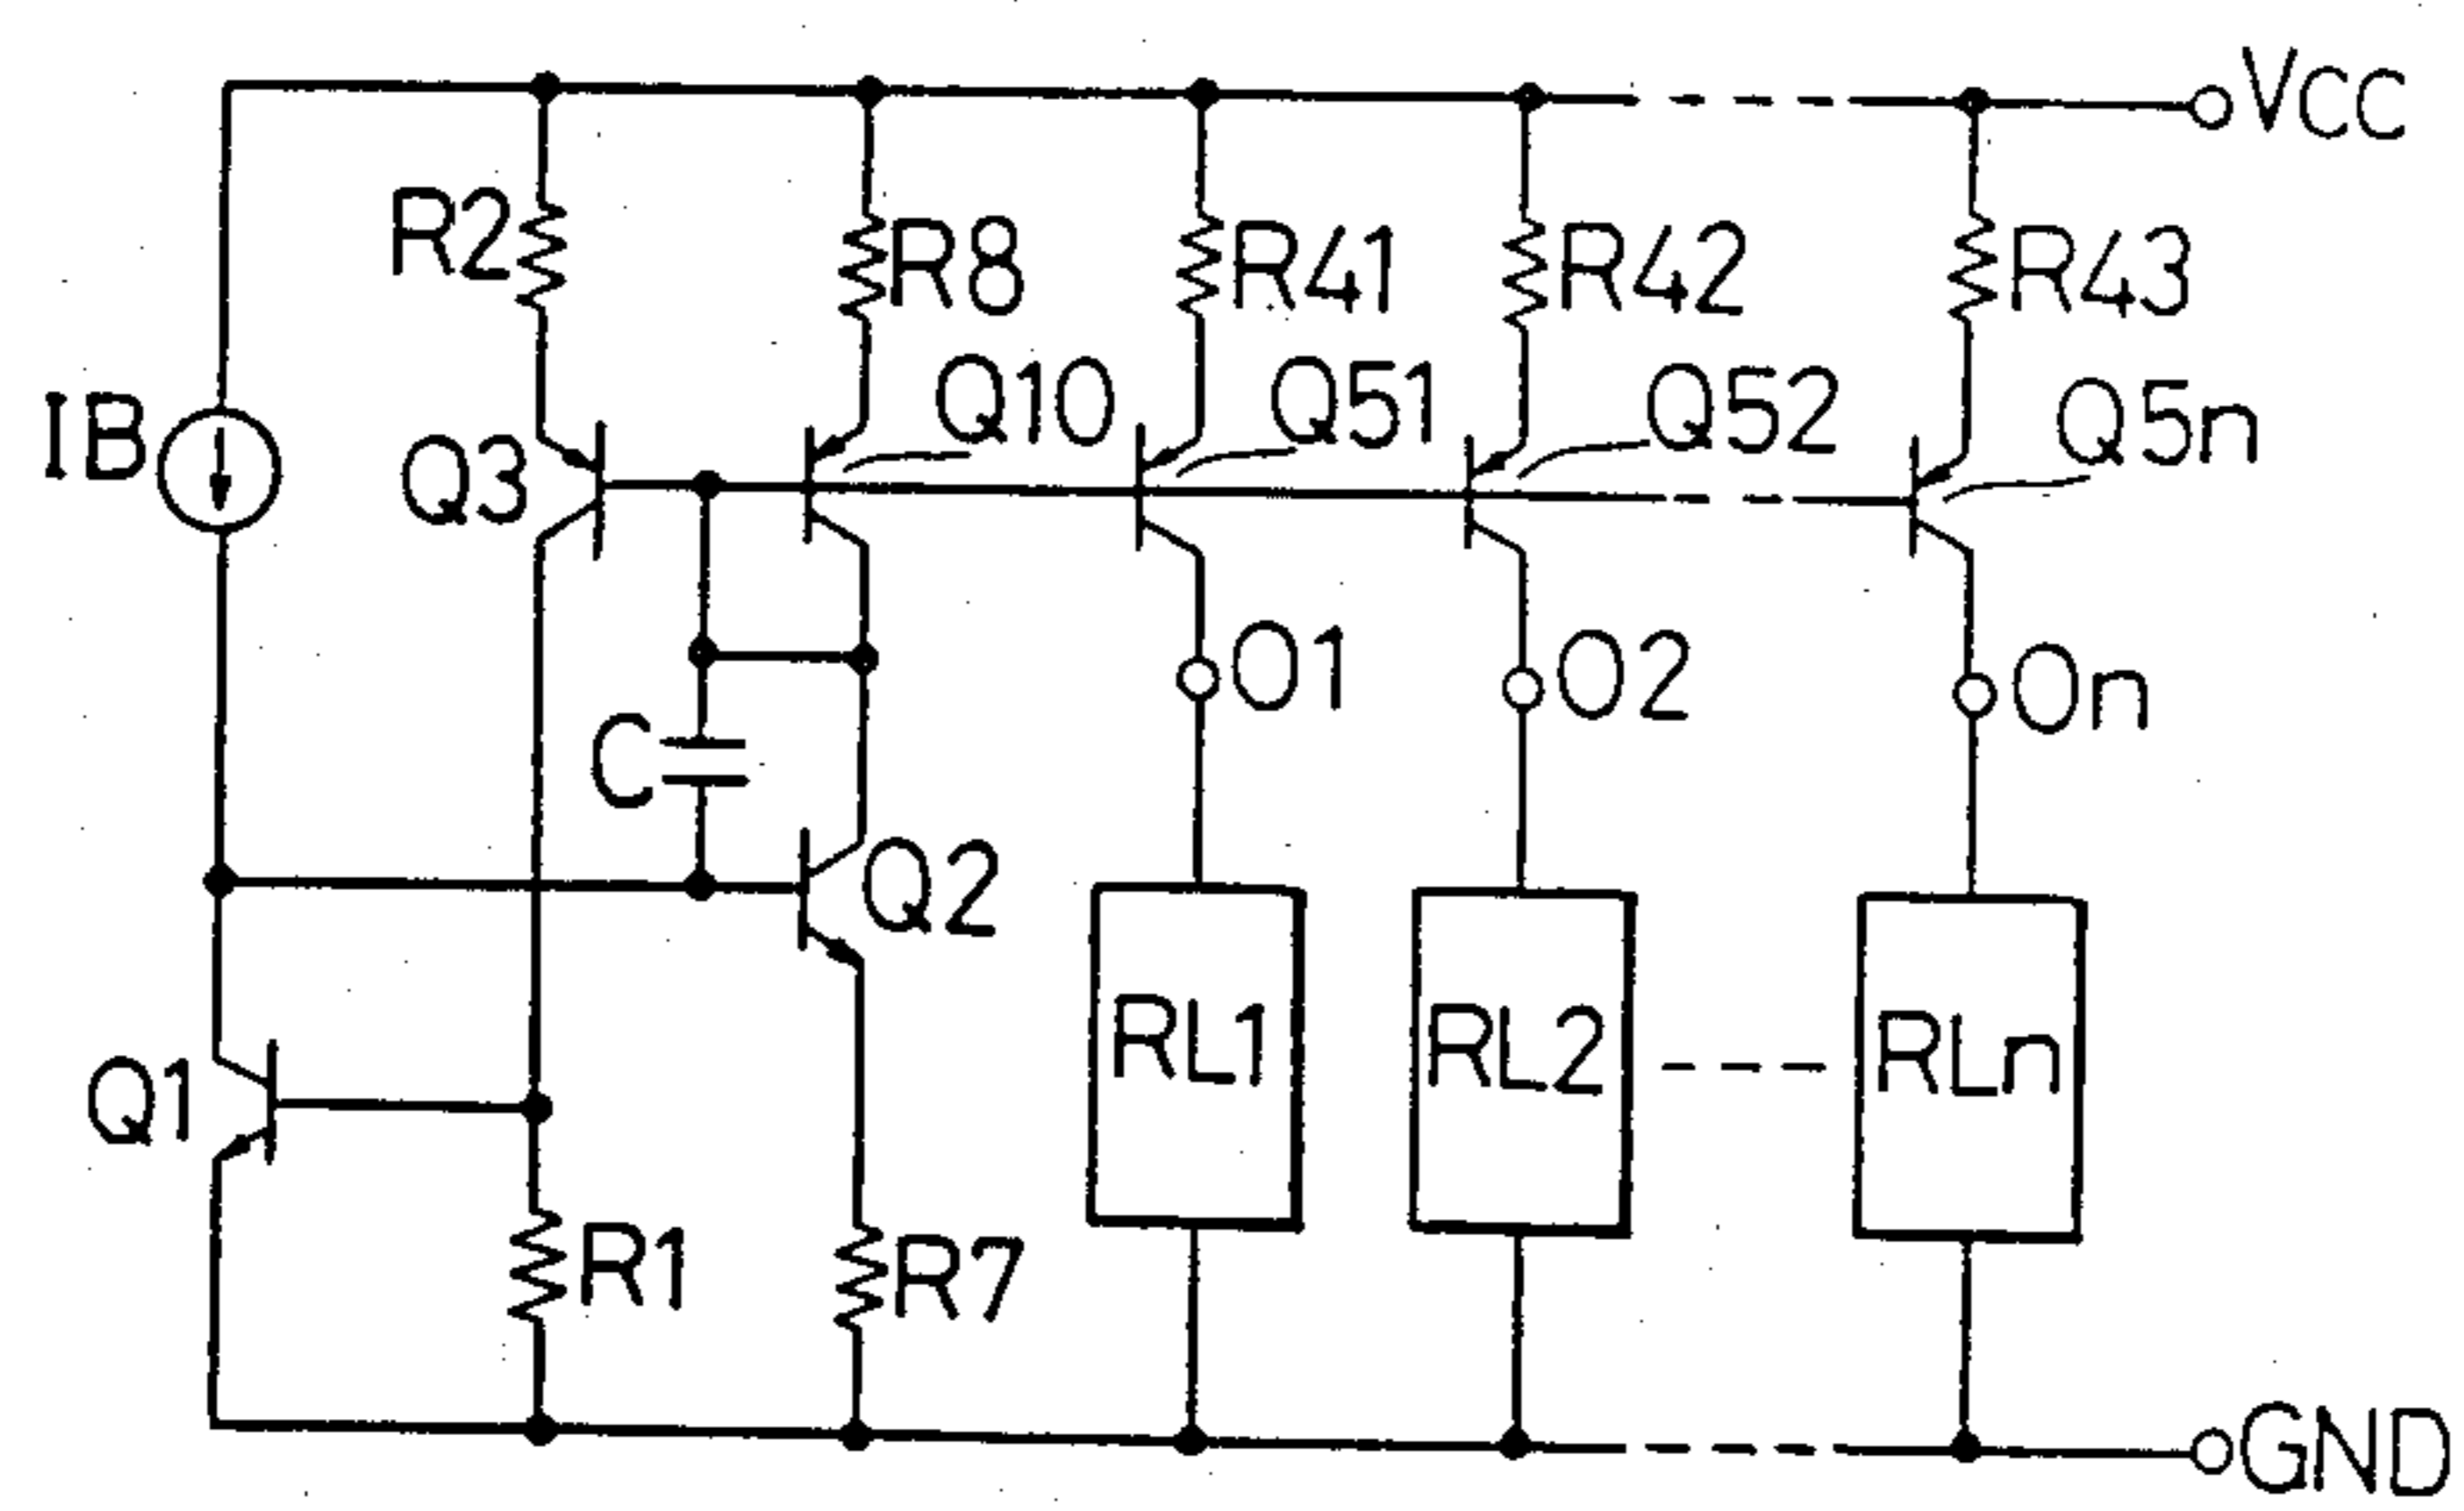 VCC
R2
R8
R41
R42
R43
IB
Q3
Q10
Q51
Q52
Q5n
O1
O2
On
C
Q2
Q1
RL1
RL2
RLn
R1
R7
GND